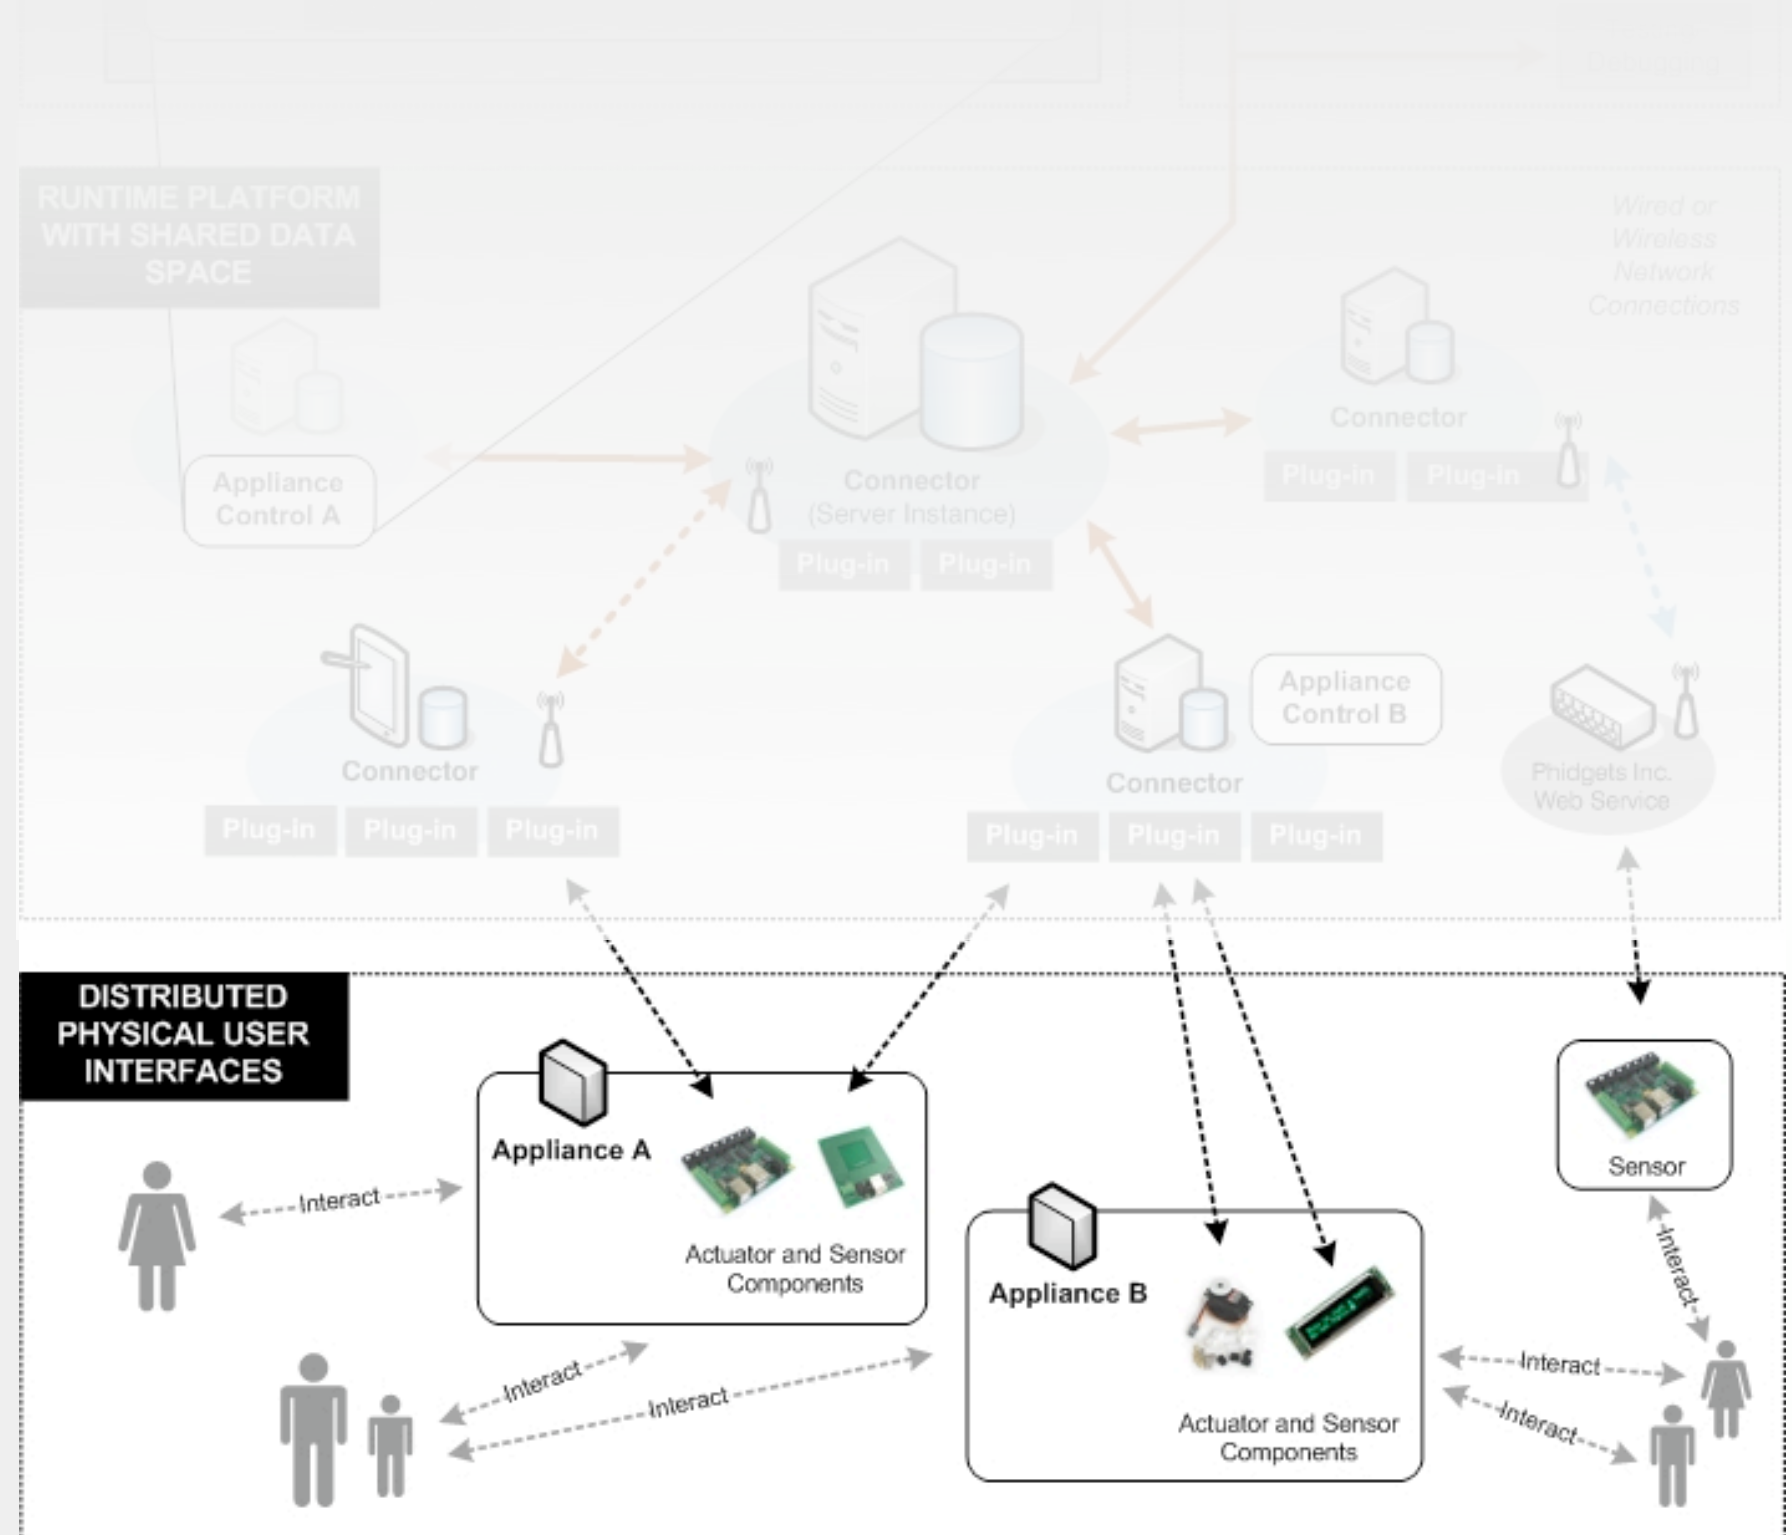 Debugging
RUNTIME PLATFORM
WITH SHARED DATA
SPACE
Wired or
Wireless
Network
Connections
Appliance
Control A
Connector
(Server Instance)
Plug-in
Plug-in
Connector
Plug-in
Plug-in
Connector
Plug-in
Plug-in
Plug-in
Appliance
Control B
Connector
Plug-in
Plug-in
Plug-in
Phidgets Inc.
Web Service
DISTRIBUTED
PHYSICAL USER
INTERFACES
Appliance A
Actuator and Sensor
Components
Sensor
Interact
Appliance B
Actuator and Sensor
Components
Interact
Interact
Interact
Interact
Interact